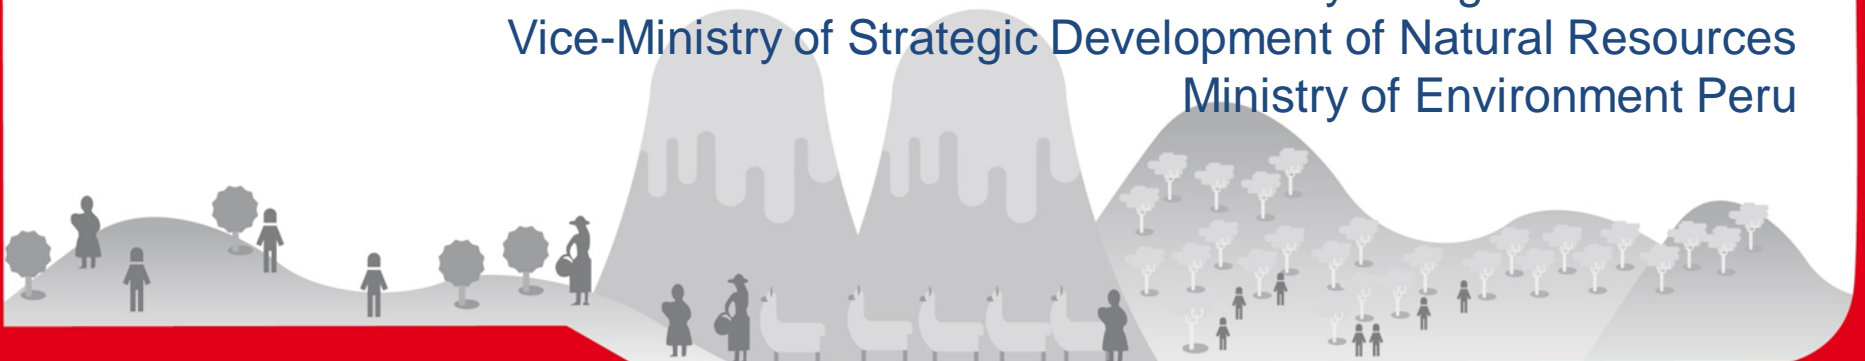 Vice-Ministry of Strategic Development of Natural Resources
Ministry of Environment Peru